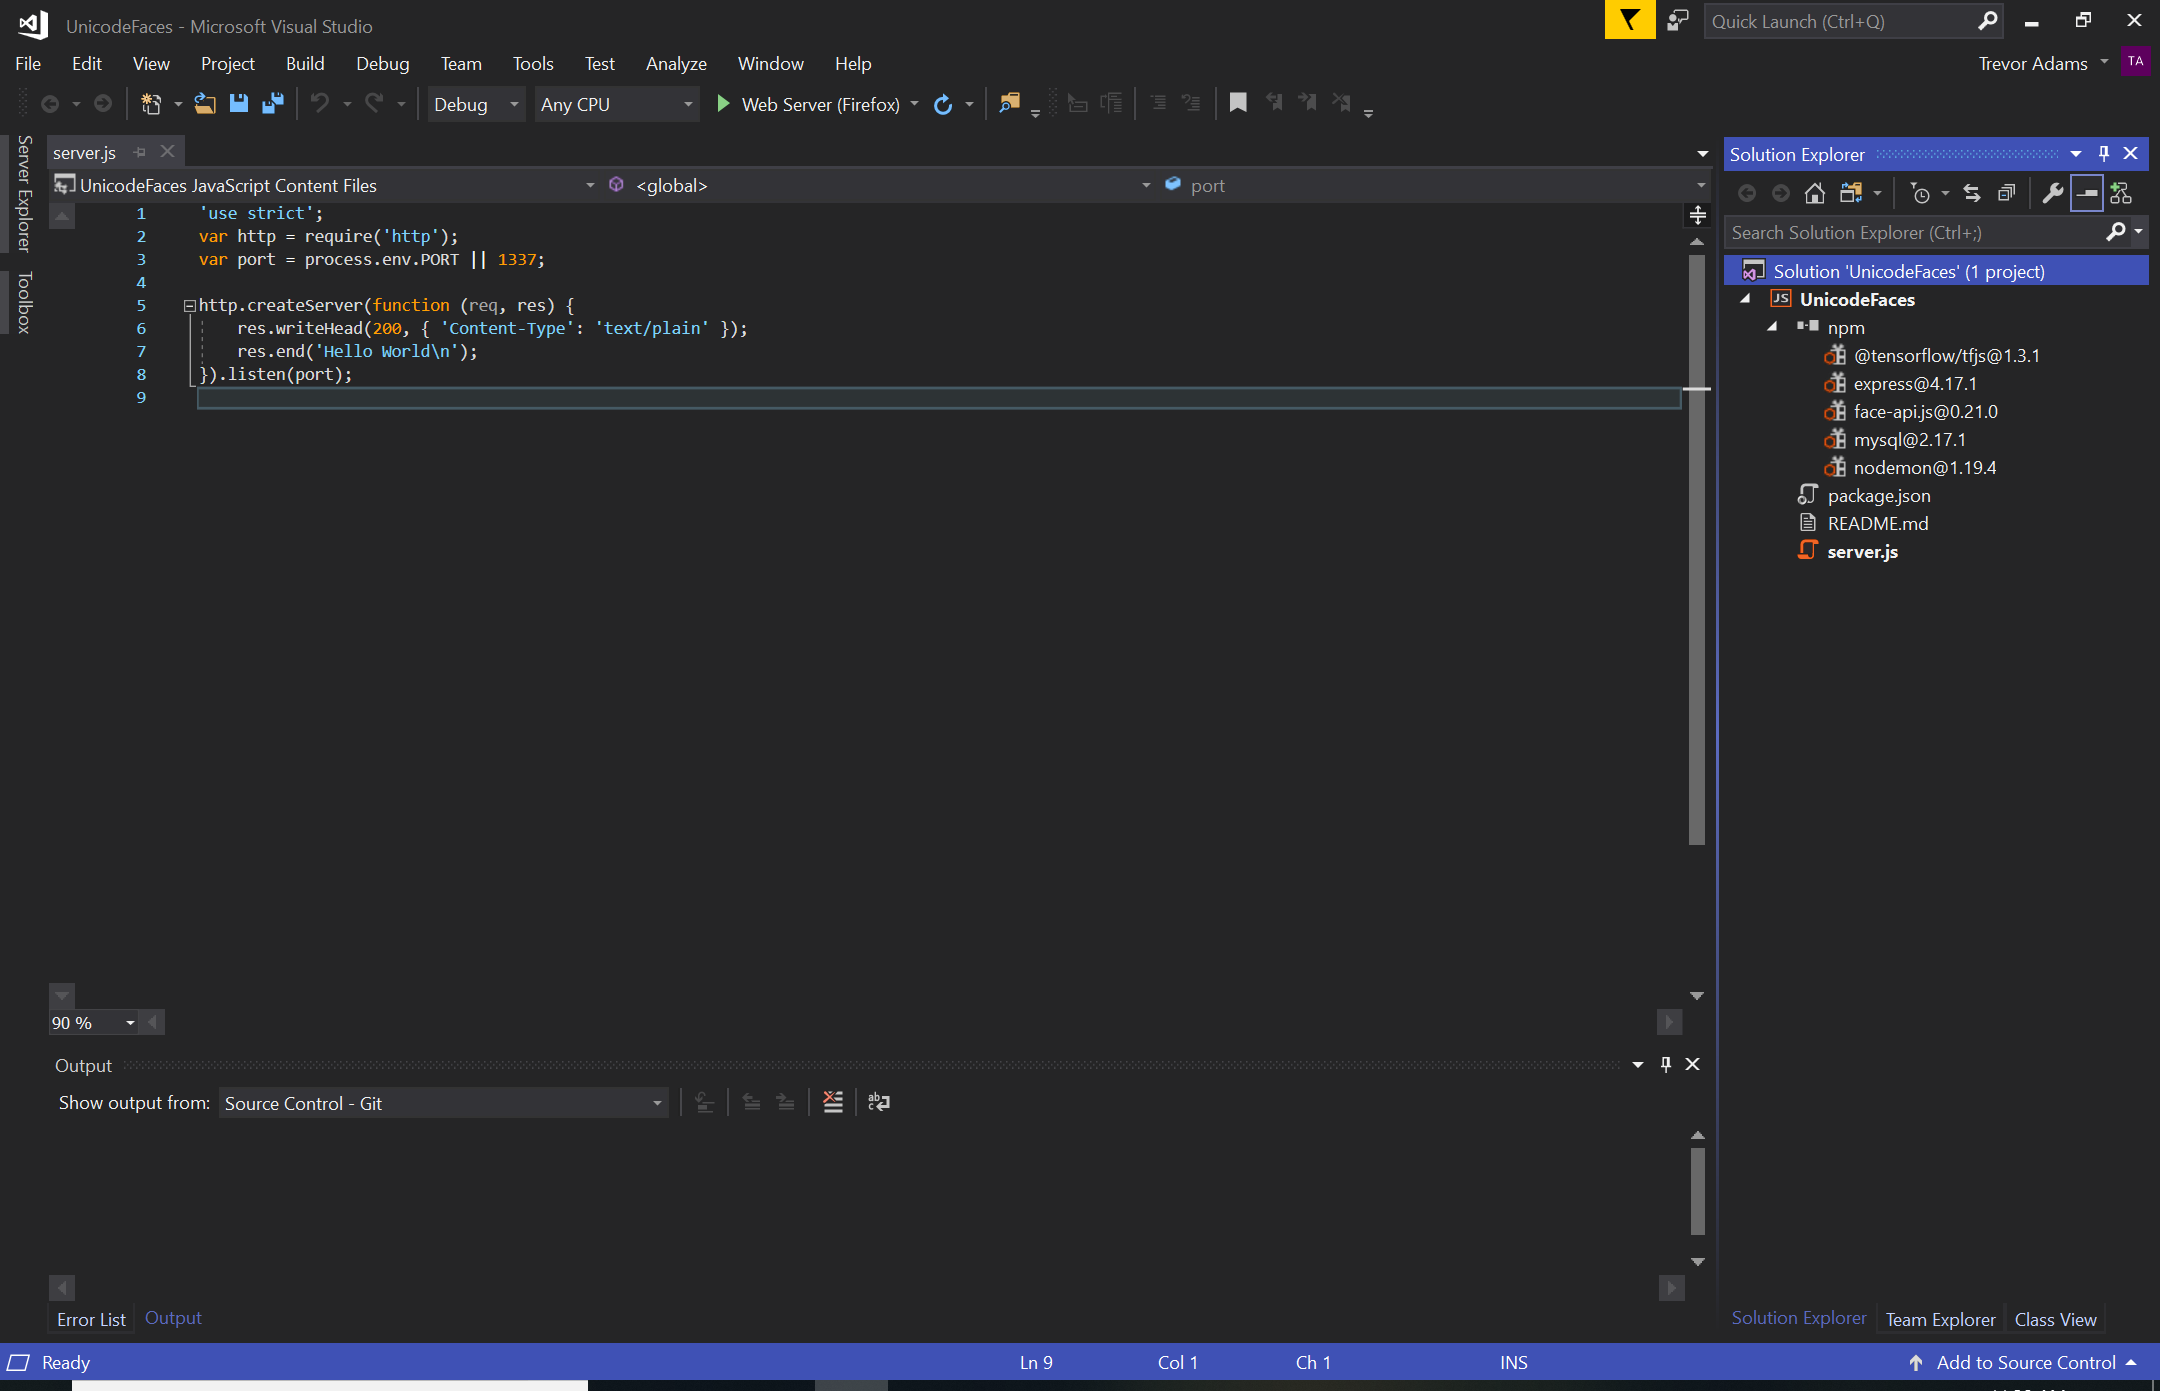 UnicodeFaces - Microsoft Visual Studio
Quick Launch (Ctrl+Q)
File Edit View Project Build Debug Team Tools Test Analyze Window Help
Trevor Adams TA
Debug Any CPU Web Server (Firefox)
Server Explorer
Toolbox
server.js
UnicodeFaces JavaScript Content Files <global> port
1 'use strict';
2 var http = require('http');
3 var port = process.env.PORT || 1337;
4
5 http.createServer(function (req, res) {
6 res.writeHead(200, { 'Content-Type': 'text/plain' });
7 res.end('Hello World\n');
8 }).listen(port);
9
90 %
Output
Show output from: Source Control - Git
Error List Output
Solution Explorer
Search Solution Explorer (Ctrl+;)
Solution 'UnicodeFaces' (1 project)
JS UnicodeFaces
npm
@tensorflow/tfjs@1.3.1
express@4.17.1
face-api.js@0.21.0
mysql@2.17.1
nodemon@1.19.4
package.json
README.md
server.js
Solution Explorer Team Explorer Class View
Ready Ln 9 Col 1 Ch 1 INS Add to Source Control